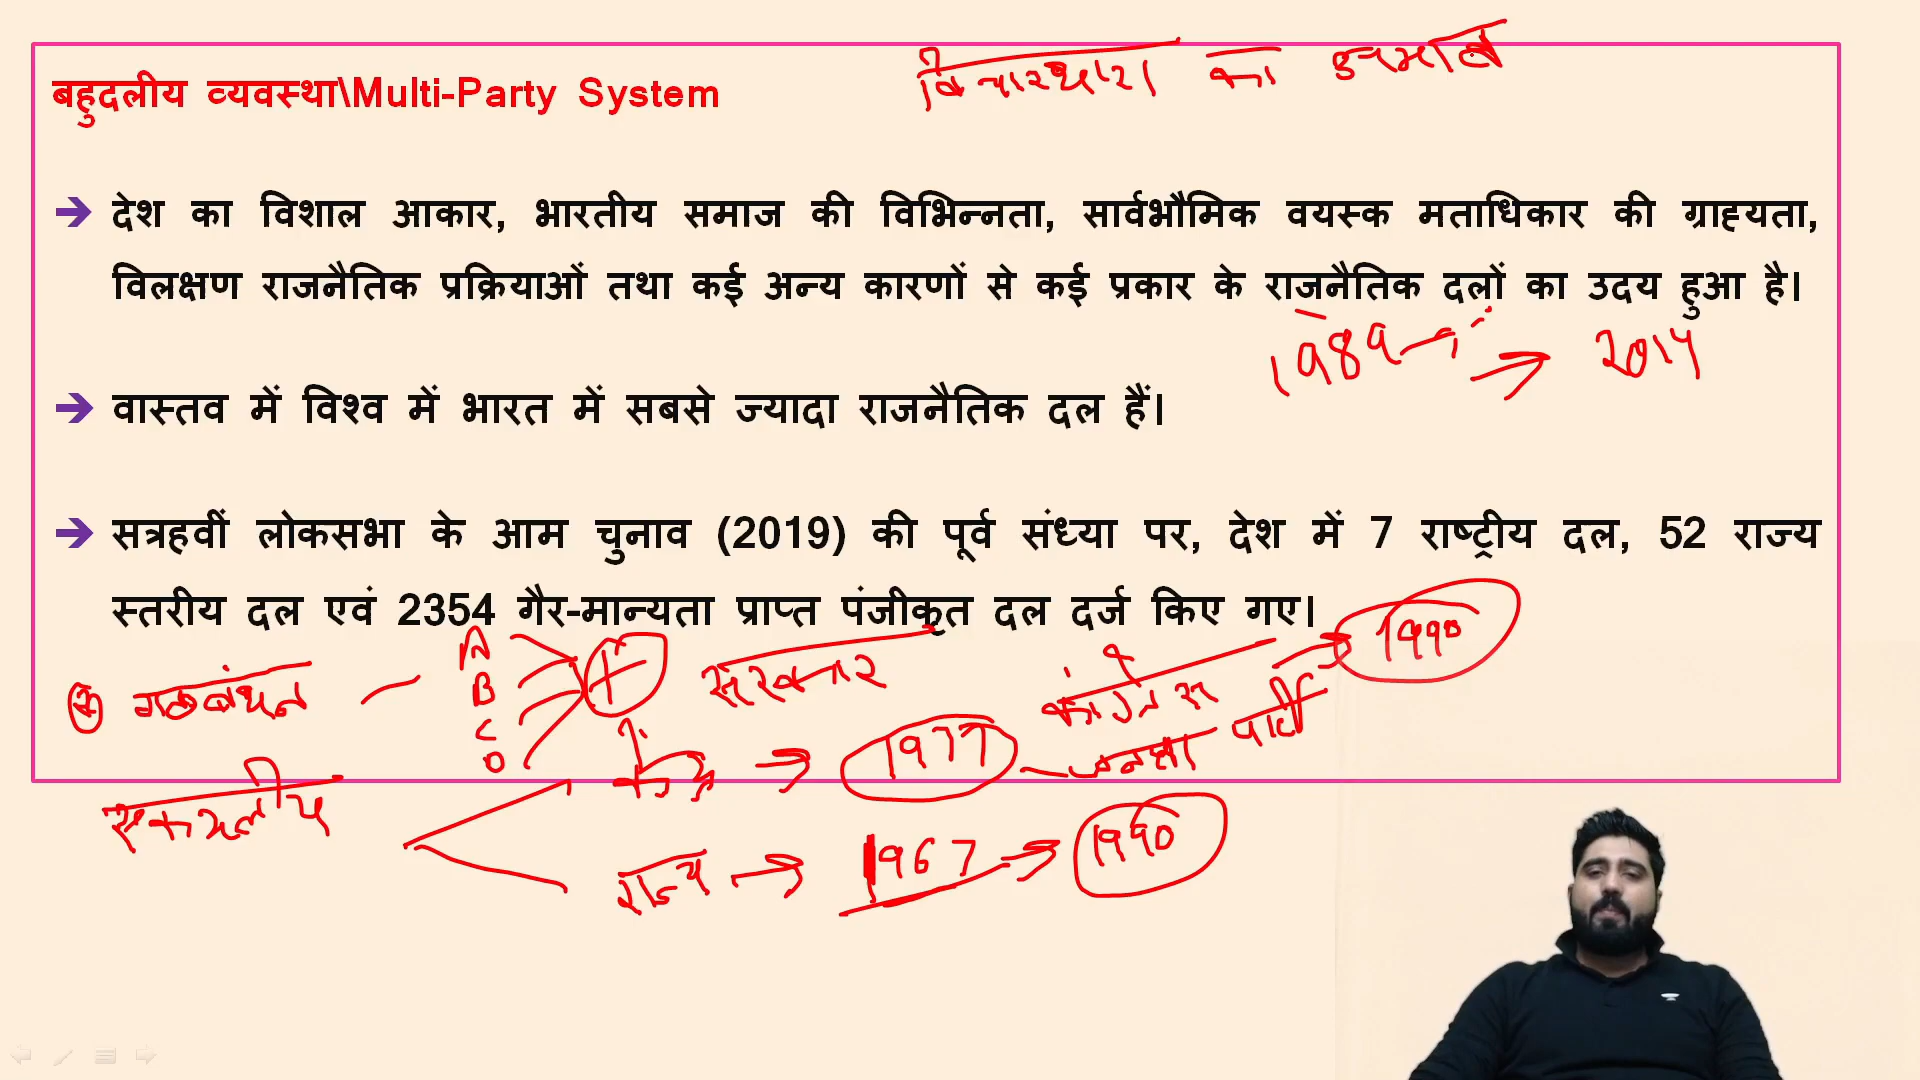 विचारधारा का अभाव
बहुदलीय व्यवस्था\Multi-Party System
देश का विशाल आकार, भारतीय समाज की विभिन्नता, सार्वभौमिक वयस्क मताधिकार की ग्राह्यता,
विलक्षण राजनैतिक प्रक्रियाओं तथा कई अन्य कारणों से कई प्रकार के राजनैतिक दलों का उदय हुआ है।
1989 2014
वास्तव में विश्व में भारत में सबसे ज्यादा राजनैतिक दल हैं।
सत्रहवीं लोकसभा के आम चुनाव (2019) की पूर्व संध्या पर, देश में 7 राष्ट्रीय दल, 52 राज्य
स्तरीय दल एवं 2354 गैर-मान्यता प्राप्त पंजीकृत दल दर्ज किए गए।
1990
गठबंधन A B C D + सरकार कांग्रेस
केंद्र 1977 जनता पार्टी
एकदलीय
राज्य 1967 1990